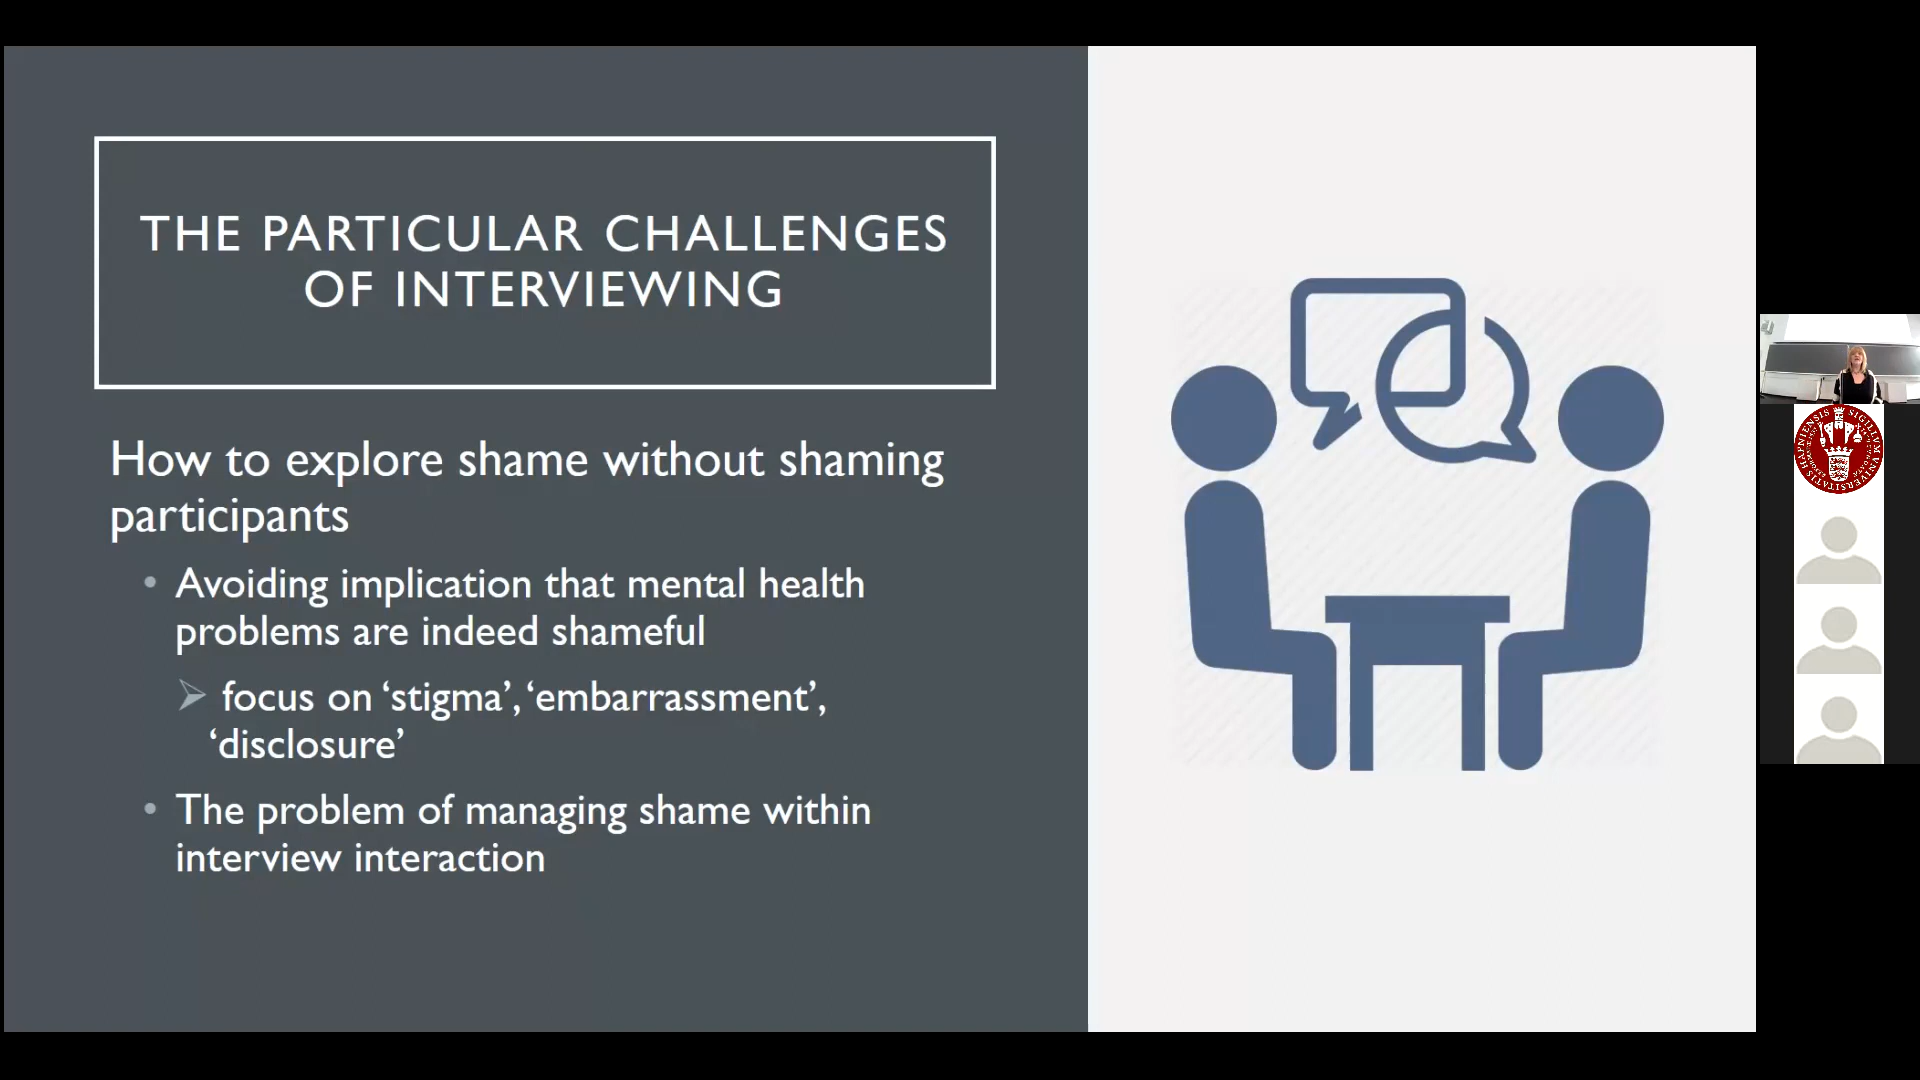 THE PARTICULAR CHALLENGES
OF INTERVIEWING
How to explore shame without shaming
participants
• Avoiding implication that mental health
problems are indeed shameful
➢ focus on ‘stigma’, ‘embarrassment’,
‘disclosure’
• The problem of managing shame within
interview interaction